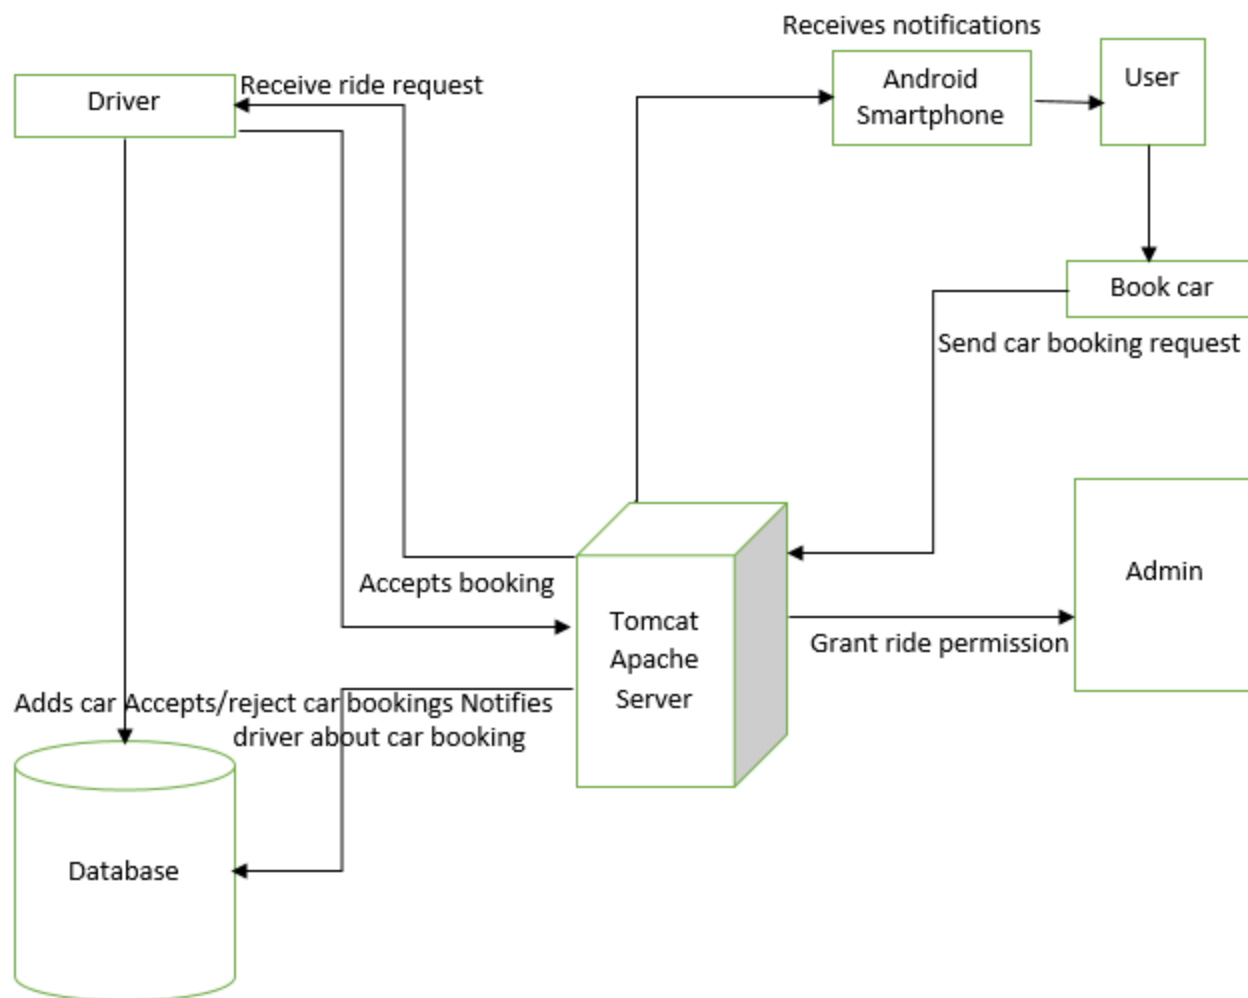 Receives notifications
Driver
Receive ride request
Android
Smartphone
User
Book car
Send car booking request
Accepts booking
Tomcat
Apache
Server
Admin
Grant ride permission
Adds car Accepts/reject car bookings Notifies
driver about car booking
Database